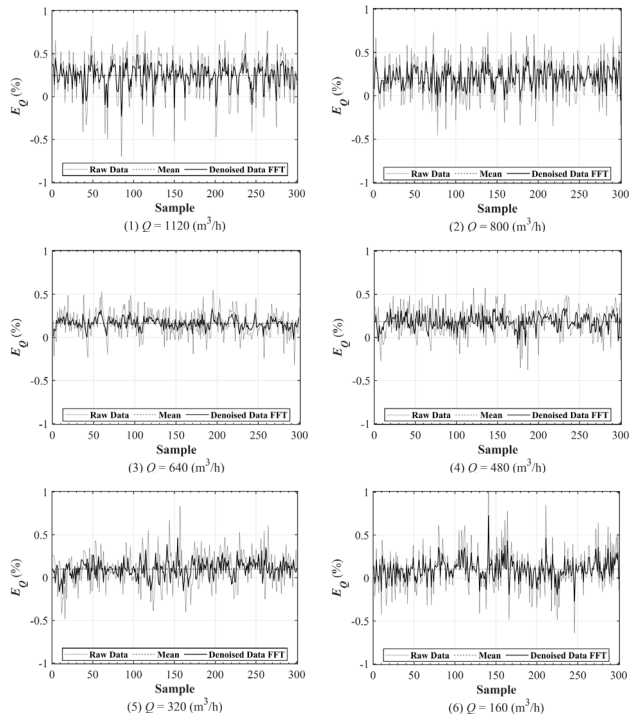 1
0.5
0
-0.5
-1
E_Q (%)
Raw Data Mean Denoised Data FFT
0 50 100 150 200 250 300
Sample
(1) Q = 1120 (m³/h)
1
0.5
0
-0.5
-1
E_Q (%)
Raw Data Mean Denoised Data FFT
0 50 100 150 200 250 300
Sample
(2) Q = 800 (m³/h)
1
0.5
0
-0.5
-1
E_Q (%)
Raw Data Mean Denoised Data FFT
0 50 100 150 200 250 300
Sample
(3) Q = 640 (m³/h)
1
0.5
0
-0.5
-1
E_Q (%)
Raw Data Mean Denoised Data FFT
0 50 100 150 200 250 300
Sample
(4) Q = 480 (m³/h)
1
0.5
0
-0.5
-1
E_Q (%)
Raw Data Mean Denoised Data FFT
0 50 100 150 200 250 300
Sample
(5) Q = 320 (m³/h)
1
0.5
0
-0.5
-1
E_Q (%)
Raw Data Mean Denoised Data FFT
0 50 100 150 200 250 300
Sample
(6) Q = 160 (m³/h)